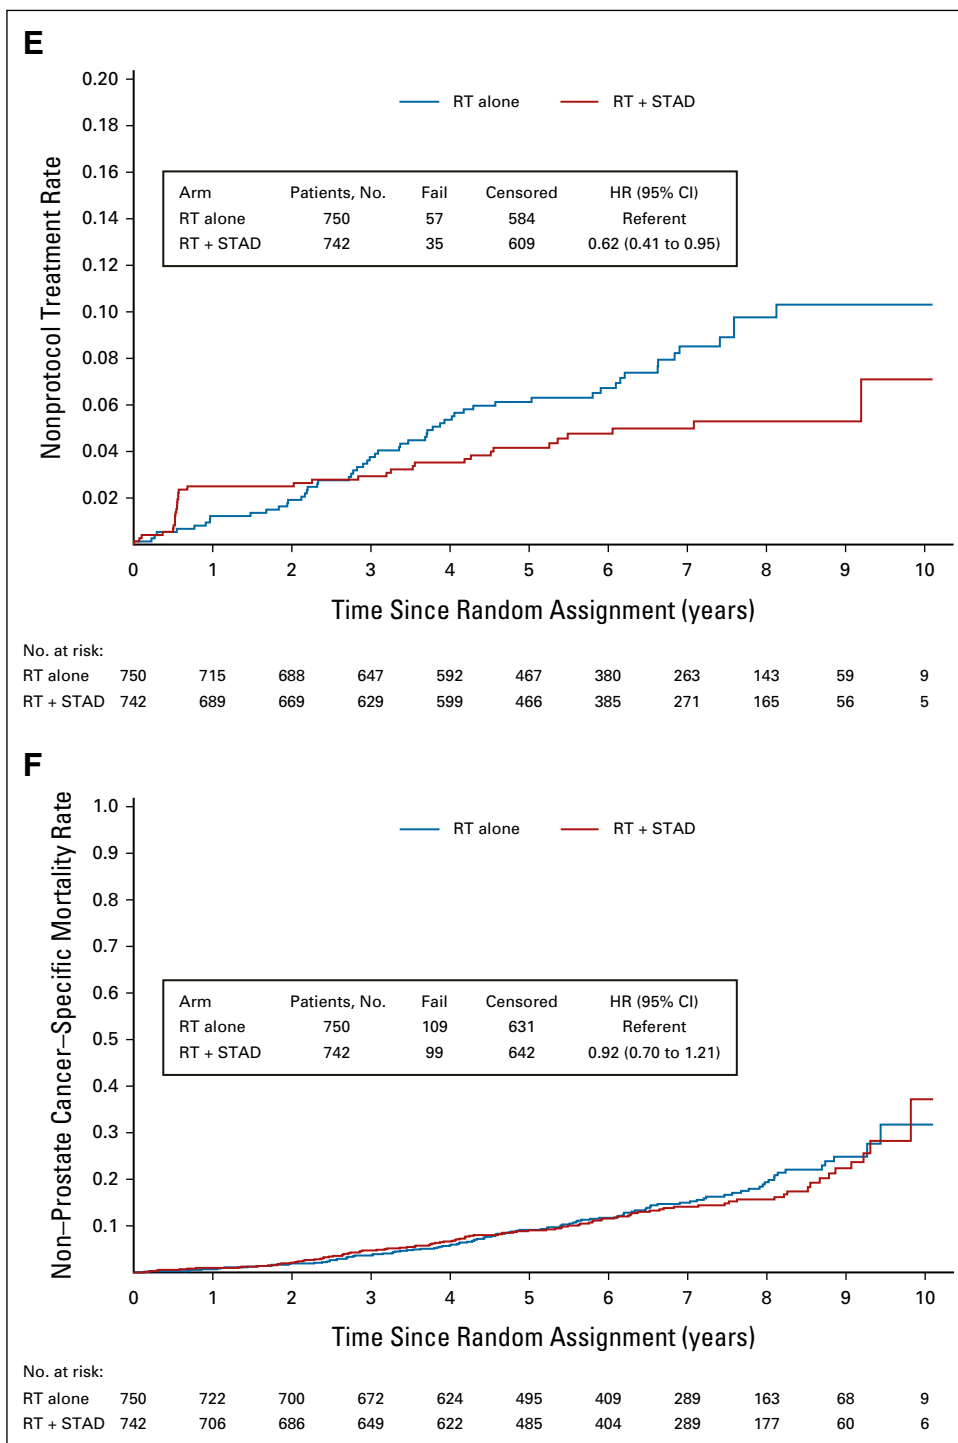 E
0.20
0.18
0.16
0.14
0.12
0.10
0.08
0.06
0.04
0.02
Nonprotocol Treatment Rate
RT alone RT + STAD
Arm Patients, No. Fail Censored HR (95% CI)
RT alone 750 57 584 Referent
RT + STAD 742 35 609 0.62 (0.41 to 0.95)
0 1 2 3 4 5 6 7 8 9 10
Time Since Random Assignment (years)
No. at risk:
RT alone 750 715 688 647 592 467 380 263 143 59 9
RT + STAD 742 689 669 629 599 466 385 271 165 56 5
F
1.0
0.9
0.8
0.7
0.6
0.5
0.4
0.3
0.2
0.1
Non–Prostate Cancer–Specific Mortality Rate
RT alone RT + STAD
Arm Patients, No. Fail Censored HR (95% CI)
RT alone 750 109 631 Referent
RT + STAD 742 99 642 0.92 (0.70 to 1.21)
0 1 2 3 4 5 6 7 8 9 10
Time Since Random Assignment (years)
No. at risk:
RT alone 750 722 700 672 624 495 409 289 163 68 9
RT + STAD 742 706 686 649 622 485 404 289 177 60 6